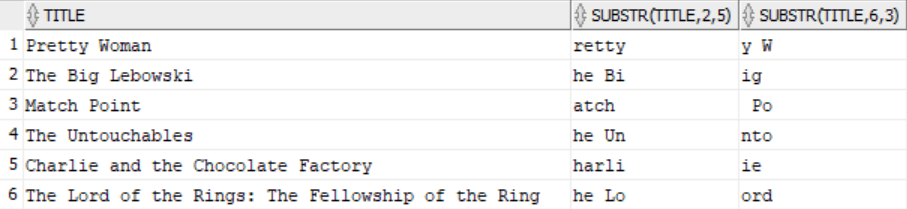 TITLE SUBSTR(TITLE,2,5) SUBSTR(TITLE,6,3)
1 Pretty Woman retty y W
2 The Big Lebowski he Bi ig
3 Match Point atch  Po
4 The Untouchables he Un nto
5 Charlie and the Chocolate Factory harli ie
6 The Lord of the Rings: The Fellowship of the Ring he Lo ord